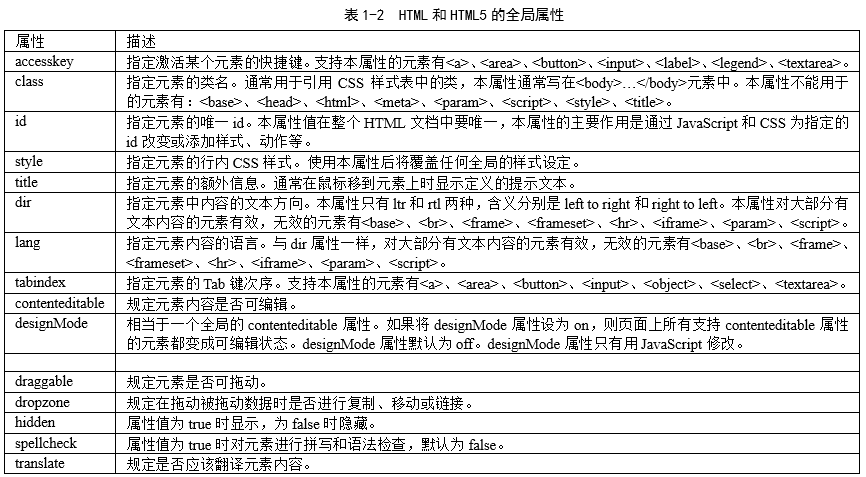 表1-2 HTML 和 HTML5 的全局属性
属性 描述
accesskey 指定激活某个元素的快捷键。支持本属性的元素有<a>、<area>、<button>、<input>、<label>、<legend>、<textarea>。
class 指定元素的类名。通常用于引用 CSS 样式表中的类，本属性通常写在<body>…</body>元素中。本属性不能用于
的元素有：<base>、<head>、<html>、<meta>、<param>、<script>、<style>、<title>。
id 指定元素的唯一 id。本属性值在整个 HTML 文档中要唯一，本属性的主要作用是通过 JavaScript 和 CSS 为指定的
id 改变或添加样式、动作等。
style 指定元素的行内 CSS 样式。使用本属性后将覆盖任何全局的样式设定。
title 指定元素的额外信息。通常在鼠标移到元素上时显示定义的提示文本。
dir 指定元素中内容的文本方向。本属性只有 ltr 和 rtl 两种，含义分别是 left to right 和 right to left。本属性对大部分有
文本内容的元素有效，无效的元素有<base>、<br>、<frame>、<frameset>、<hr>、<iframe>、<param>、<script>。
lang 指定元素内容的语言。与 dir 属性一样，对大部分有文本内容的元素有效，无效的元素有<base>、<br>、<frame>、
<frameset>、<hr>、<iframe>、<param>、<script>。
tabindex 指定元素的 Tab 键次序。支持本属性的元素有<a>、<area>、<button>、<input>、<object>、<select>、<textarea>。
contenteditable 规定元素内容是否可编辑。
designMode 相当于一个全局的 contenteditable 属性。如果将 designMode 属性设为 on，则页面上所有支持 contenteditable 属性
的元素都变成可编辑状态。designMode 属性默认为 off。designMode 属性只有用 JavaScript 修改。
draggable 规定元素是否可拖动。
dropzone 规定在拖动被拖动数据时是否进行复制、移动或链接。
hidden 属性值为 true 时显示，为 false 时隐藏。
spellcheck 属性值为 true 时对元素进行拼写和语法检查，默认为 false。
translate 规定是否应该翻译元素内容。